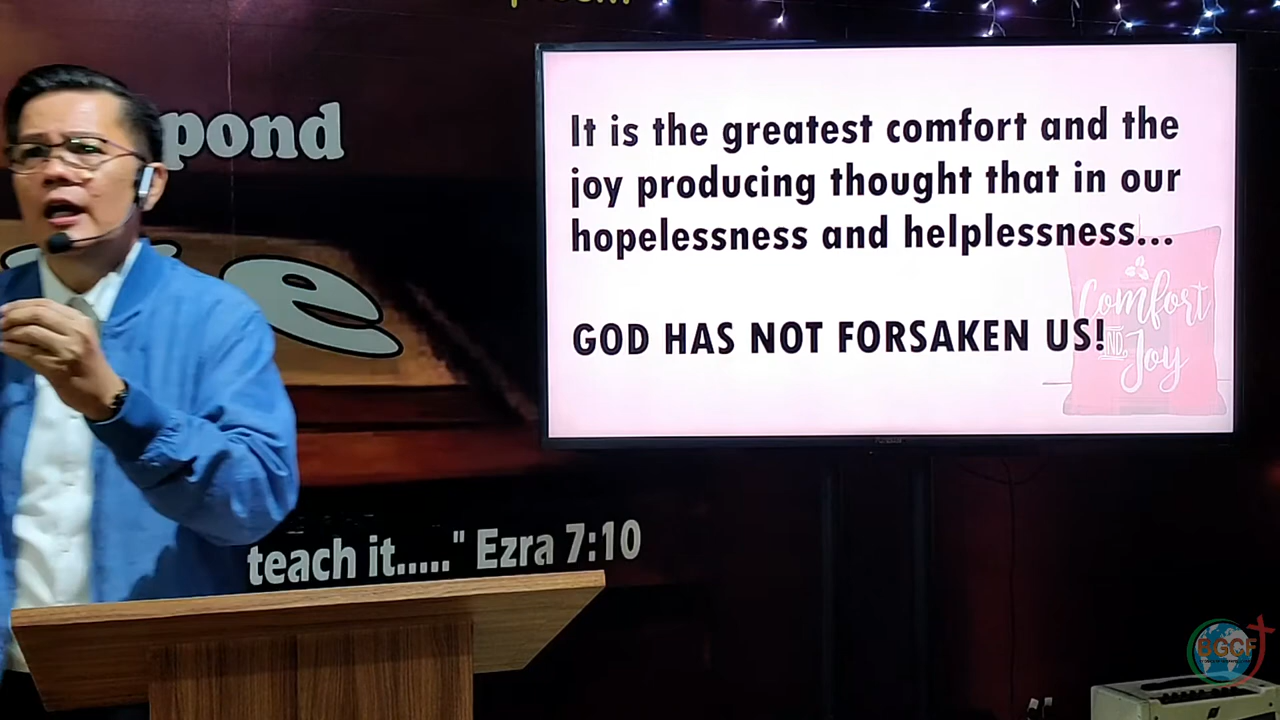 pond
e
teach it....." Ezra 7:10
It is the greatest comfort and the
joy producing thought that in our
hopelessness and helplessness...
GOD HAS NOT FORSAKEN US!
Comfort
AND
Joy
BGCF